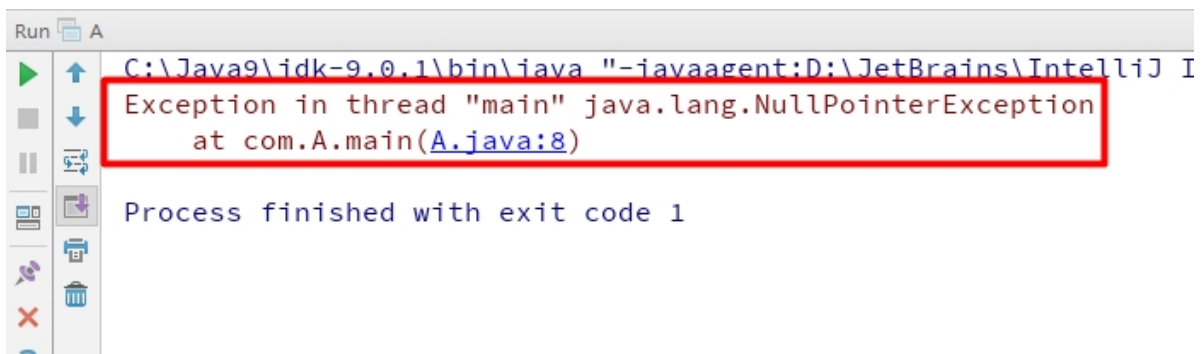 Run A
C:\Java9\jdk-9.0.1\bin\java "-javaagent:D:\JetBrains\IntelliJ I
Exception in thread "main" java.lang.NullPointerException
at com.A.main(A.java:8)
Process finished with exit code 1